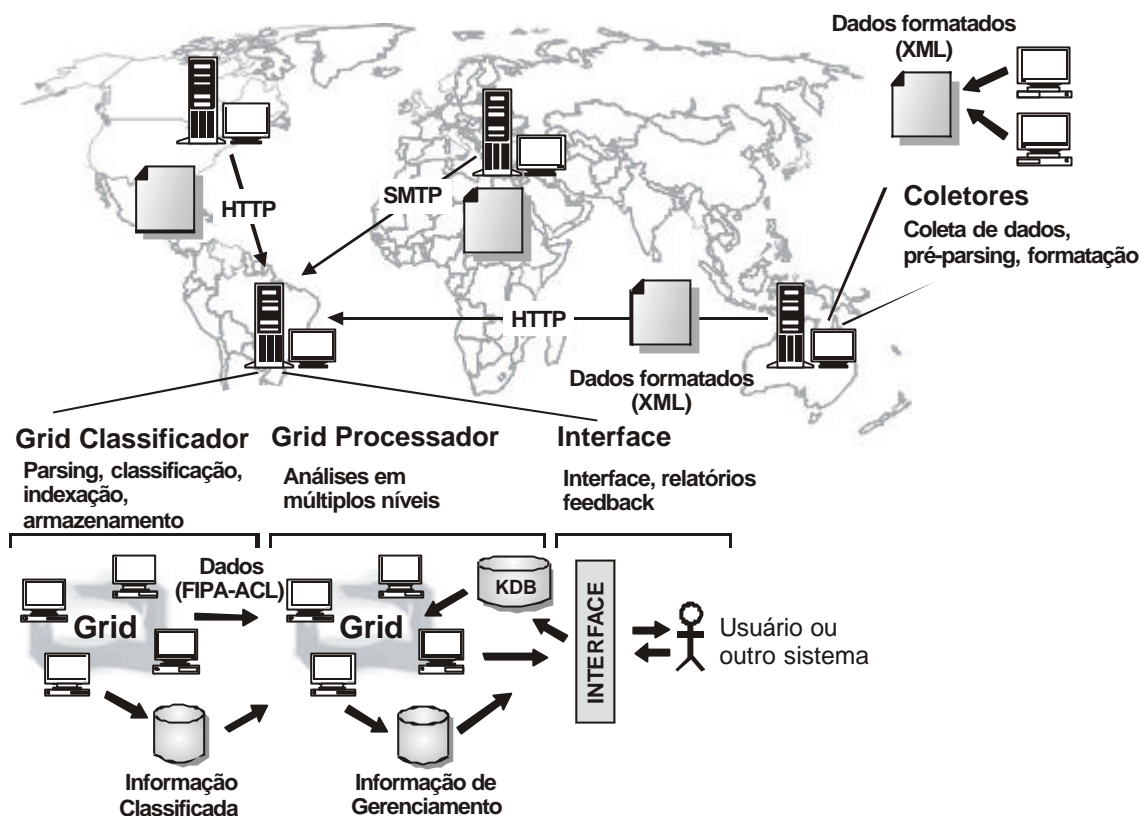 Dados formatados
(XML)
HTTP
SMTP
Coletores
Coleta de dados,
pré-parsing, formatação
HTTP
Dados formatados
(XML)
Grid Classificador
Parsing, classificação,
indexação,
armazenamento
Grid Processador
Análises em
múltiplos níveis
Interface
Interface, relatórios
feedback
Dados
(FIPA-ACL)
Grid
Grid
KDB
INTERFACE
Usuário ou
outro sistema
Informação
Classificada
Informação de
Gerenciamento